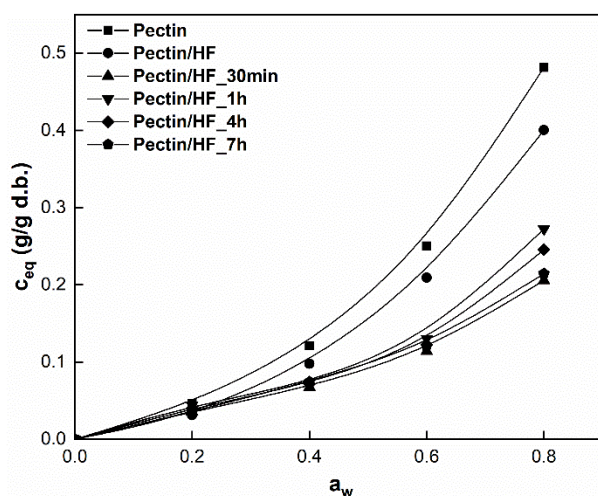 Pectin
Pectin/HF
Pectin/HF_30min
Pectin/HF_1h
Pectin/HF_4h
Pectin/HF_7h
c_eq (g/g d.b.)
0.5
0.4
0.3
0.2
0.1
0.0
0.0 0.2 0.4 0.6 0.8
a_w